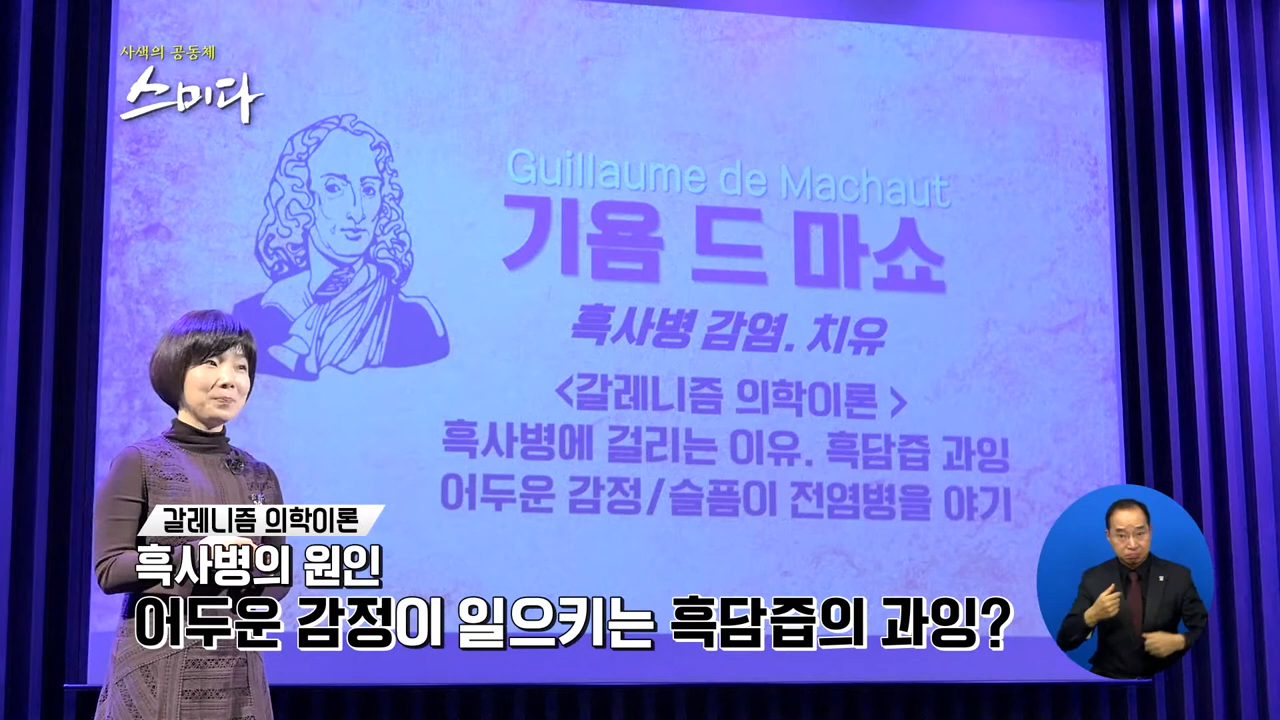 사색의 공동체
스미다
Guillaume de Machaut
기욤 드 마쇼
흑사병 감염. 치유
<갈레니즘 의학이론 >
흑사병에 걸리는 이유. 흑담즙 과잉
어두운 감정/슬픔이 전염병을 야기
갈레니즘 의학이론
흑사병의 원인
어두운 감정이 일으키는 흑담즙의 과잉?